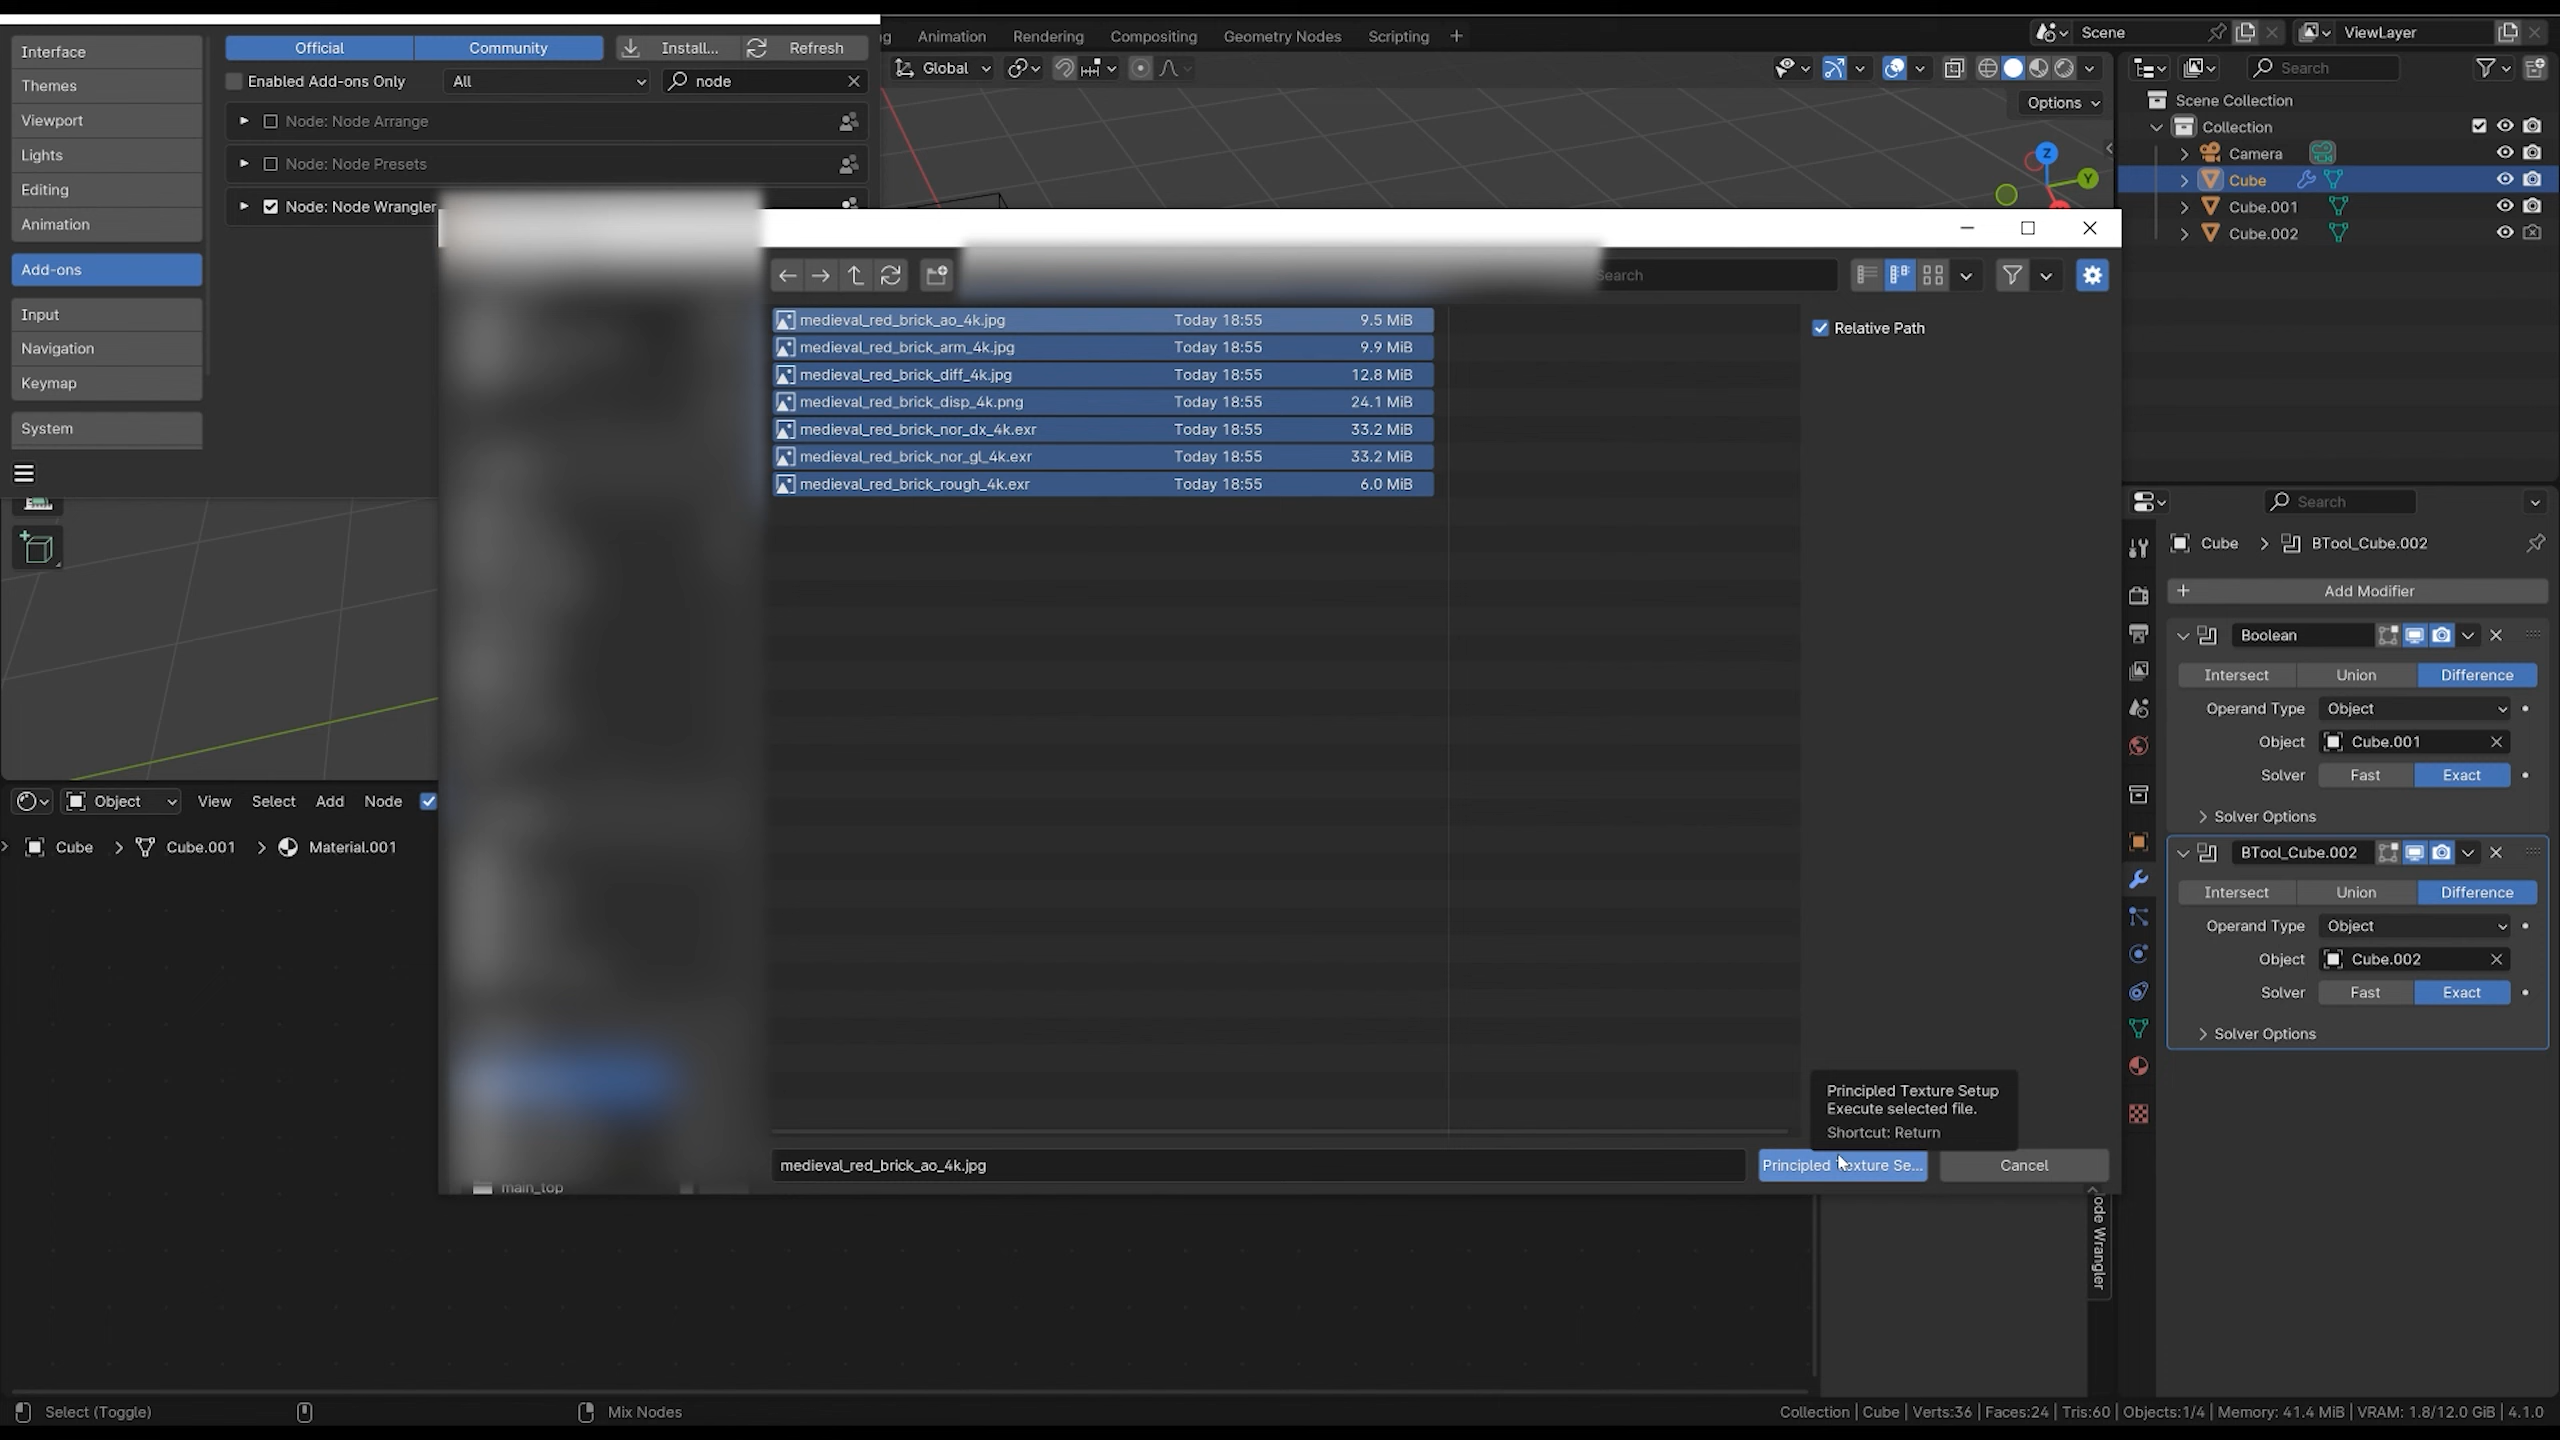 Interface
Themes
Viewport
Lights
Editing
Animation
Add-ons
Input
Navigation
Keymap
System
Official
Community
Install...
Refresh
Enabled Add-ons Only
All
node
Node: Node Arrange
Node: Node Presets
Node: Node Wrangler
Animation
Rendering
Compositing
Geometry Nodes
Scripting
Global
Options
Z
Y
Scene
ViewLayer
Search
Scene Collection
Collection
Camera
Cube
Cube.001
Cube.002
Search
medieval_red_brick_ao_4k.jpg Today 18:55 9.5 MiB
medieval_red_brick_arm_4k.jpg Today 18:55 9.9 MiB
medieval_red_brick_diff_4k.jpg Today 18:55 12.8 MiB
medieval_red_brick_disp_4k.png Today 18:55 24.1 MiB
medieval_red_brick_nor_dx_4k.exr Today 18:55 33.2 MiB
medieval_red_brick_nor_gl_4k.exr Today 18:55 33.2 MiB
medieval_red_brick_rough_4k.exr Today 18:55 6.0 MiB
Relative Path
Principled Texture Setup
Execute selected file.
Shortcut: Return
medieval_red_brick_ao_4k.jpg
Principled Texture Se...
Cancel
main_top
Search
Cube > BTool_Cube.002
Add Modifier
Boolean
Intersect Union Difference
Operand Type Object
Object Cube.001
Solver Fast Exact
Solver Options
BTool_Cube.002
Intersect Union Difference
Operand Type Object
Object Cube.002
Solver Fast Exact
Solver Options
Object View Select Add Node
Cube > Cube.001 > Material.001
ode Wrangler
Select (Toggle)
Mix Nodes
Collection | Cube | Verts:36 | Faces:24 | Tris:60 | Objects:1/4 | Memory: 41.4 MiB | VRAM: 1.8/12.0 GiB | 4.1.0